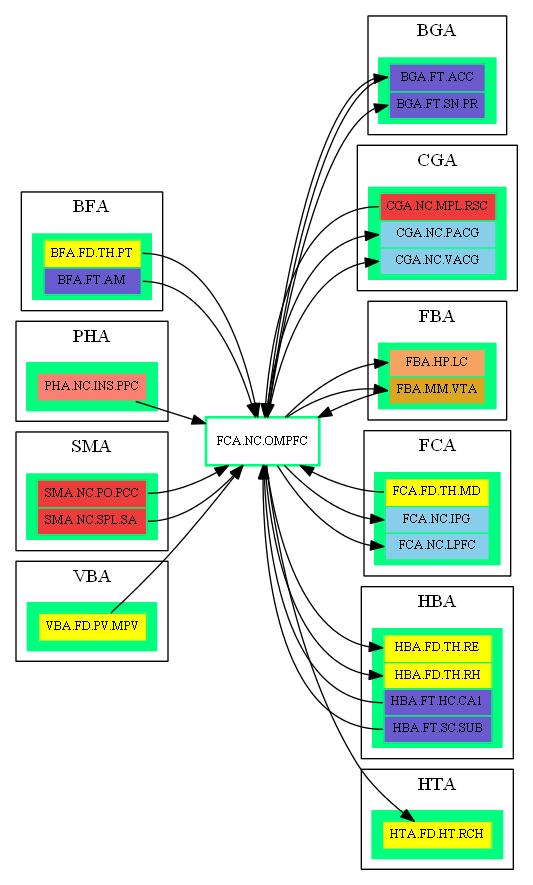 BFA
BFA.FD.TH.PT
BFA.FT.AM
PHA
PHA.NC.INS.PPC
SMA
SMA.NC.PO.PCC
SMA.NC.SPL.SA
VBA
VBA.FD.PV.MPV
FCA.NC.OMPFC
BGA
BGA.FT.ACC
BGA.FT.SN.PR
CGA
CGA.NC.MPL.RSC
CGA.NC.PACG
CGA.NC.VACG
FBA
FBA.HP.LC
FBA.MM.VTA
FCA
FCA.FD.TH.MD
FCA.NC.IPG
FCA.NC.LPFC
HBA
HBA.FD.TH.RE
HBA.FD.TH.RH
HBA.FT.HC.CA1
HBA.FT.SC.SUB
HTA
HTA.FD.HT.RCH